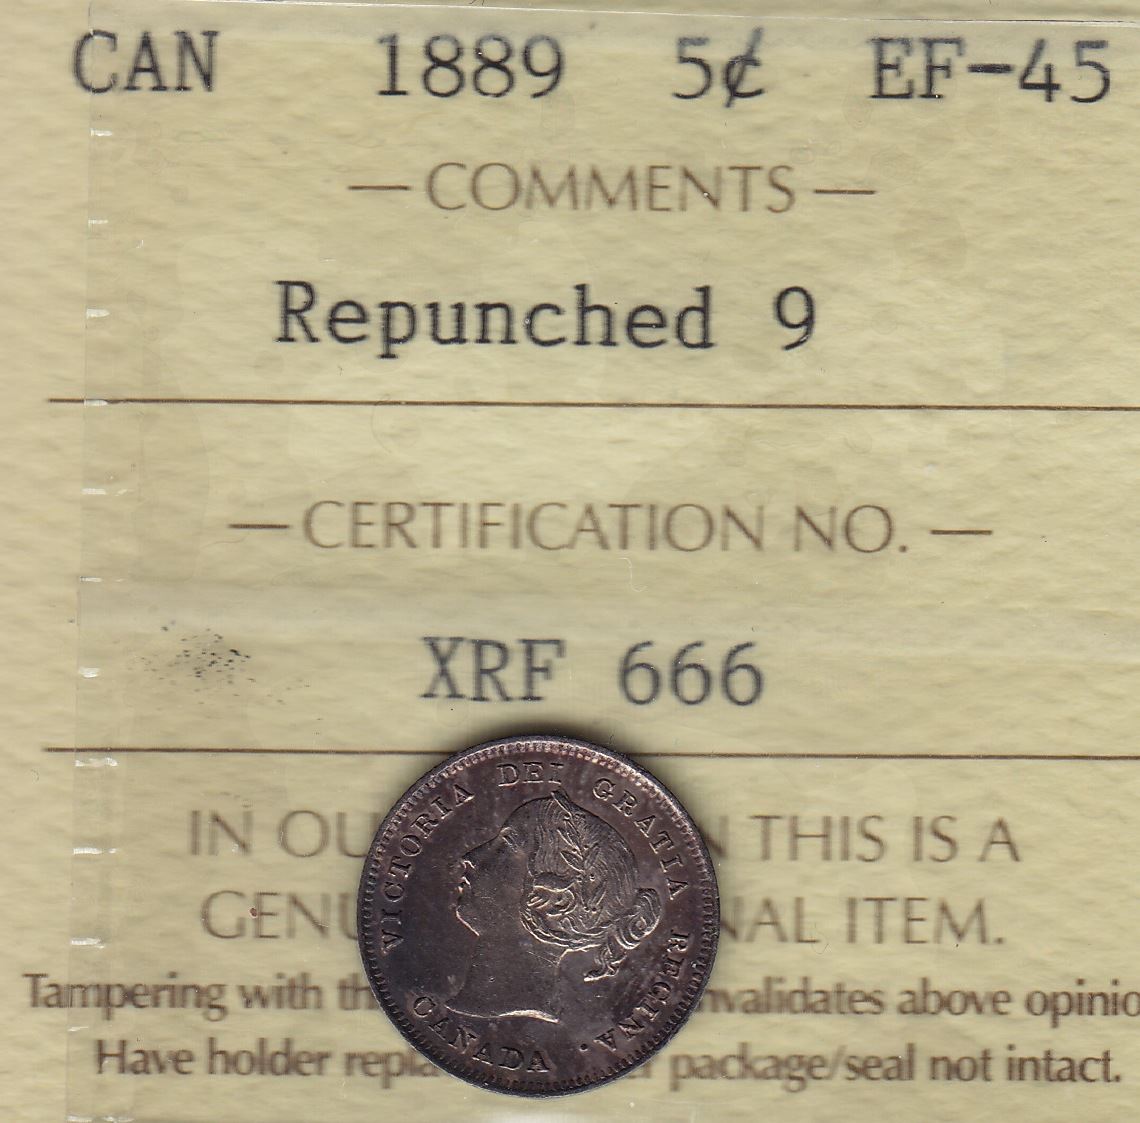 CAN 1889 5¢ EF-45
— COMMENTS —
Repunched 9
— CERTIFICATION NO. —
XRF 666
IN OU N THIS IS A
GENU NAL ITEM.
Tampering with th nvalidates above opinio
Have holder repla r package/seal not intact.
VICTORIA DEI GRATIA REGINA .
CANADA